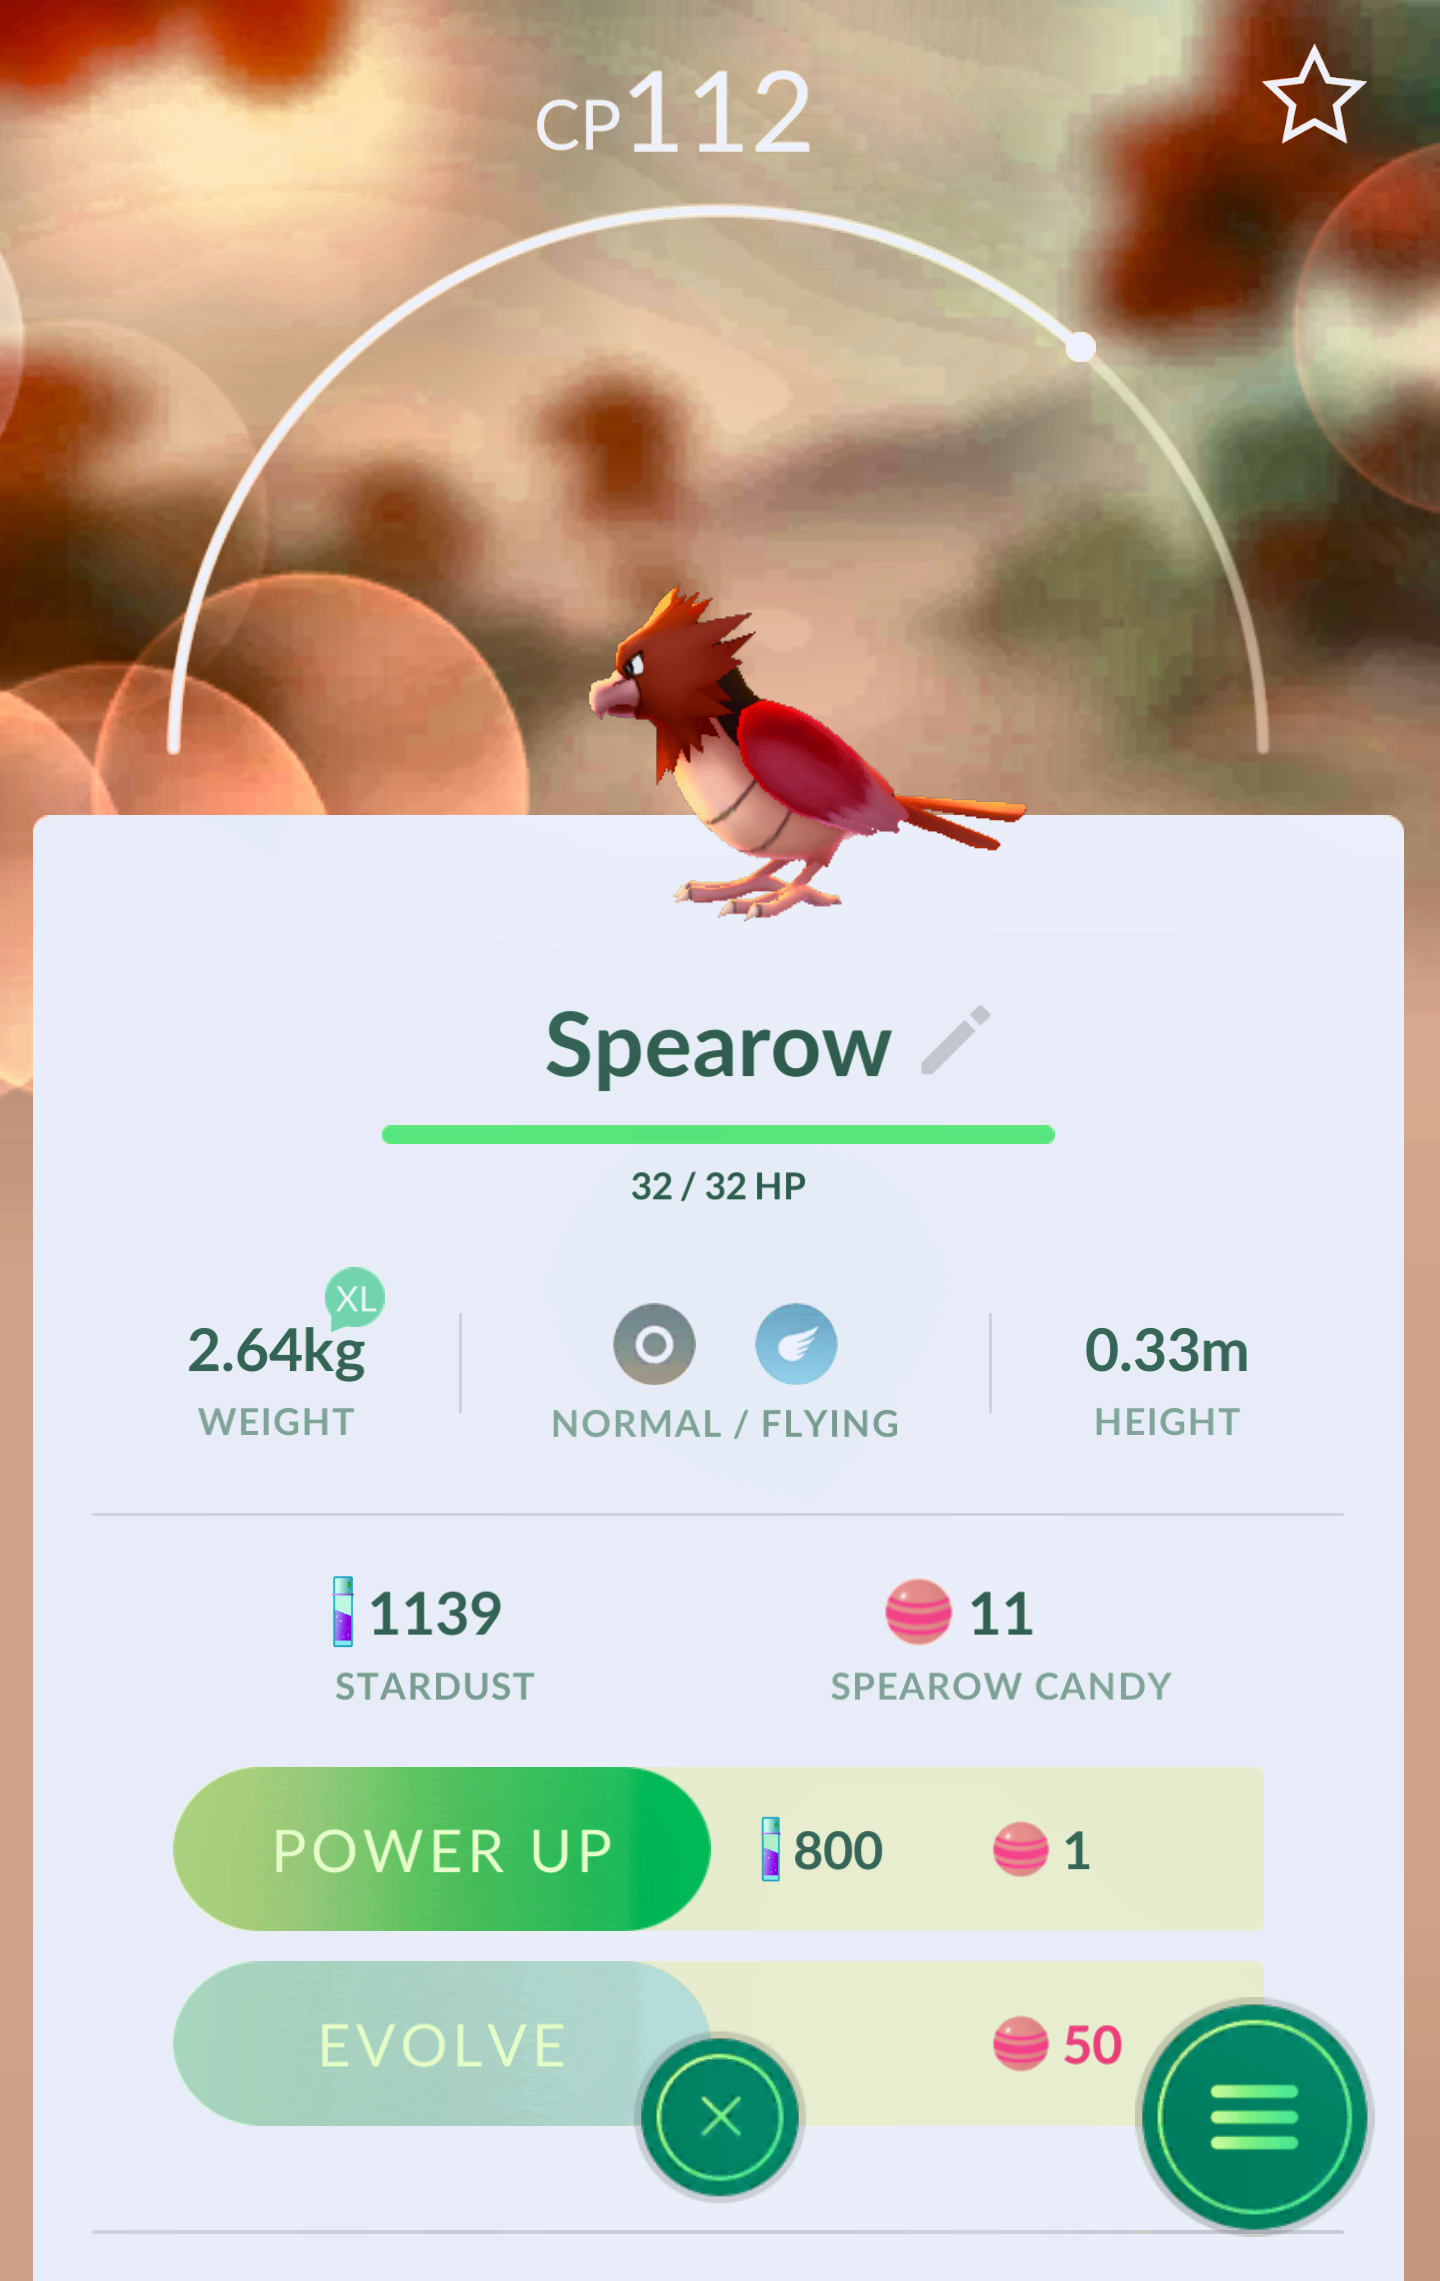 CP112
Spearow
32 / 32 HP
XL
2.64kg
WEIGHT
NORMAL / FLYING
0.33m
HEIGHT
1139
STARDUST
11
SPEAROW CANDY
POWER UP 800 1
EVOLVE 50